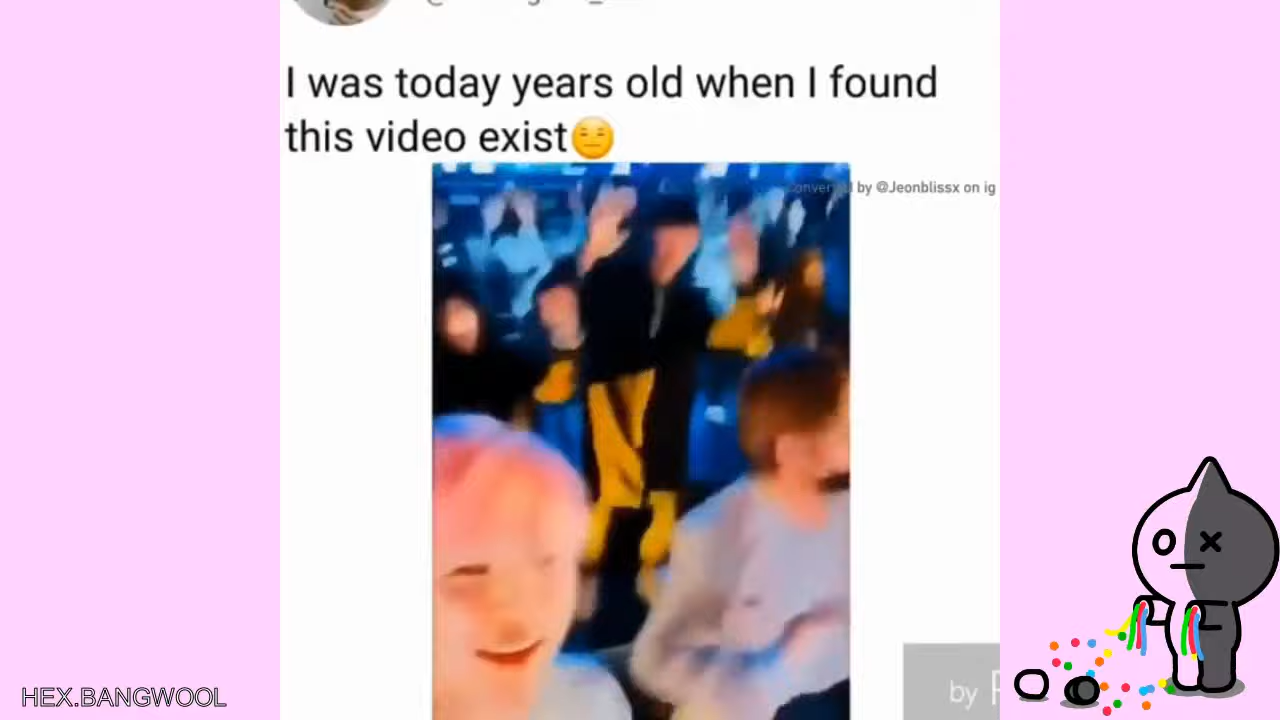 I was today years old when I found
this video exist😑
by @Jeonblissx on ig
by
HEX.BANGWOOL